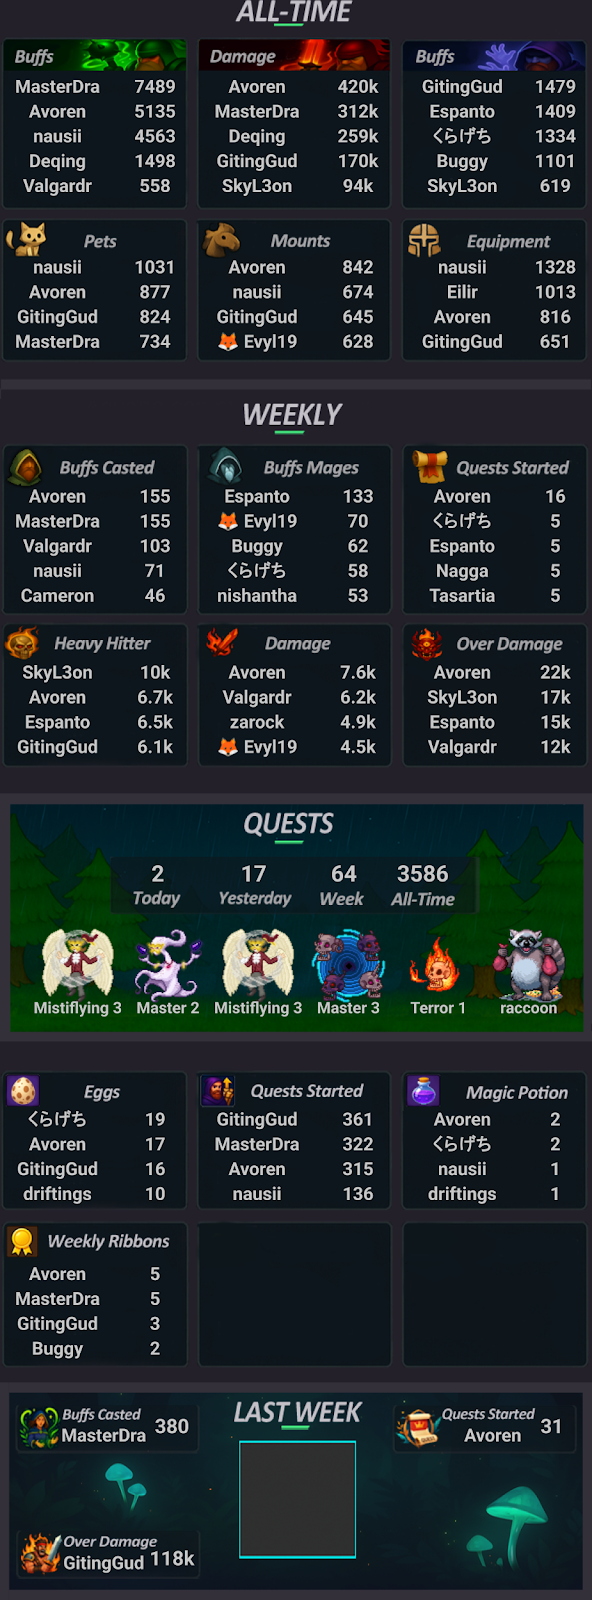 ALL-TIME
Buffs
MasterDra 7489
Avoren 5135
nausii 4563
Deqing 1498
Valgardr 558
Damage
Avoren 420k
MasterDra 312k
Deqing 259k
GitingGud 170k
SkyL3on 94k
Buffs
GitingGud 1479
Espanto 1409
くらげち 1334
Buggy 1101
SkyL3on 619
Pets
nausii 1031
Avoren 877
GitingGud 824
MasterDra 734
Mounts
Avoren 842
nausii 674
GitingGud 645
🦊 Evyl19 628
Equipment
nausii 1328
Eilir 1013
Avoren 816
GitingGud 651
WEEKLY
Buffs Casted
Avoren 155
MasterDra 155
Valgardr 103
nausii 71
Cameron 46
Buffs Mages
Espanto 133
🦊 Evyl19 70
Buggy 62
くらげち 58
nishantha 53
Quests Started
Avoren 16
くらげち 5
Espanto 5
Nagga 5
Tasartia 5
Heavy Hitter
SkyL3on 10k
Avoren 6.7k
Espanto 6.5k
GitingGud 6.1k
Damage
Avoren 7.6k
Valgardr 6.2k
zarock 4.9k
🦊 Evyl19 4.5k
Over Damage
Avoren 22k
SkyL3on 17k
Espanto 15k
Valgardr 12k
QUESTS
2 17 64 3586
Today Yesterday Week All-Time
Mistiflying 3 Master 2 Mistiflying 3 Master 3 Terror 1 raccoon
Eggs
くらげち 19
Avoren 17
GitingGud 16
driftings 10
Quests Started
GitingGud 361
MasterDra 322
Avoren 315
nausii 136
Magic Potion
Avoren 2
くらげち 2
nausii 1
driftings 1
Weekly Ribbons
Avoren 5
MasterDra 5
GitingGud 3
Buggy 2
LAST WEEK
Buffs Casted
MasterDra 380
Quests Started
Avoren 31
Over Damage
GitingGud 118k